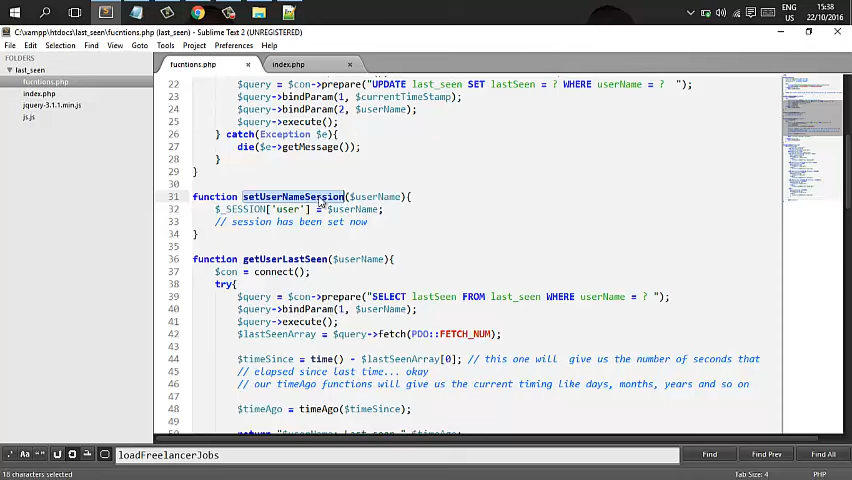 ENG
US
15:38
22/10/2016
C:\xampp\htdocs\last_seen\fucntions.php (last_seen) - Sublime Text 2 (UNREGISTERED)
File Edit Selection Find View Goto Tools Project Preferences Help
FOLDERS
last_seen
fucntions.php
index.php
jquery-3.1.1.min.js
js.js
fucntions.php
index.php
22 $query = $con->prepare("UPDATE last_seen SET lastSeen = ? WHERE userName = ?  ");
23 $query->bindParam(1, $currentTimeStamp);
24 $query->bindParam(2, $userName);
25 $query->execute();
26 } catch(Exception $e){
27 die($e->getMessage());
28 }
29 }
30
31 function setUserNameSession($userName){
32 $_SESSION['user'] = $userName;
33 // session has been set now
34 }
35
36 function getUserLastSeen($userName){
37 $con = connect();
38 try{
39 $query = $con->prepare("SELECT lastSeen FROM last_seen WHERE userName = ? ");
40 $query->bindParam(1, $userName);
41 $query->execute();
42 $lastSeenArray = $query->fetch(PDO::FETCH_NUM);
43
44 $timeSince = time() - $lastSeenArray[0]; // this one will  give us the number of seconds that
45 // elapsed since last time... okay
46 // our timeAgo functions will give us the current timing like days, months, years and so on
47
48 $timeAgo = timeAgo($timeSince);
49
return "$userName: Last seen " $timeAgo;
.* Aa “”
loadFreelancerJobs
Find Find Prev Find All
18 characters selected
Tab Size: 4 PHP